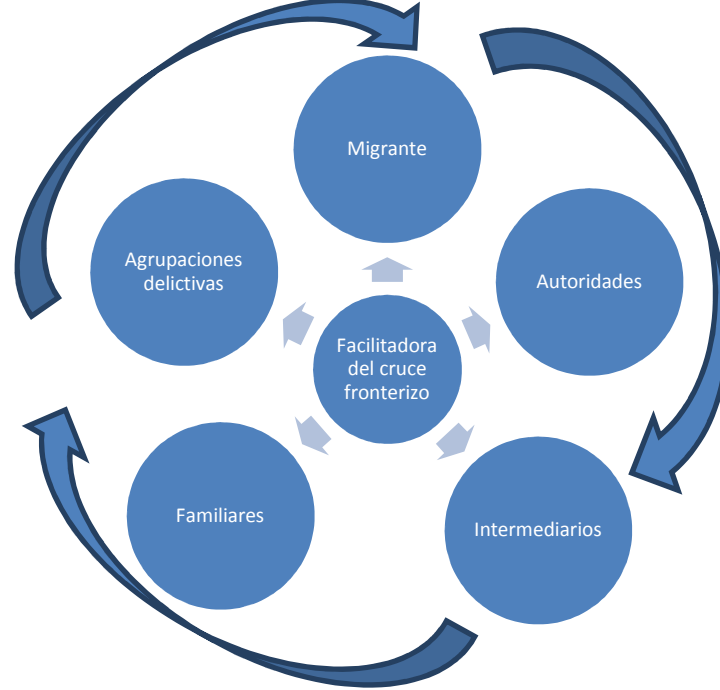 Migrante
Agrupaciones
delictivas
Autoridades
Facilitadora
del cruce
fronterizo
Familiares
Intermediarios